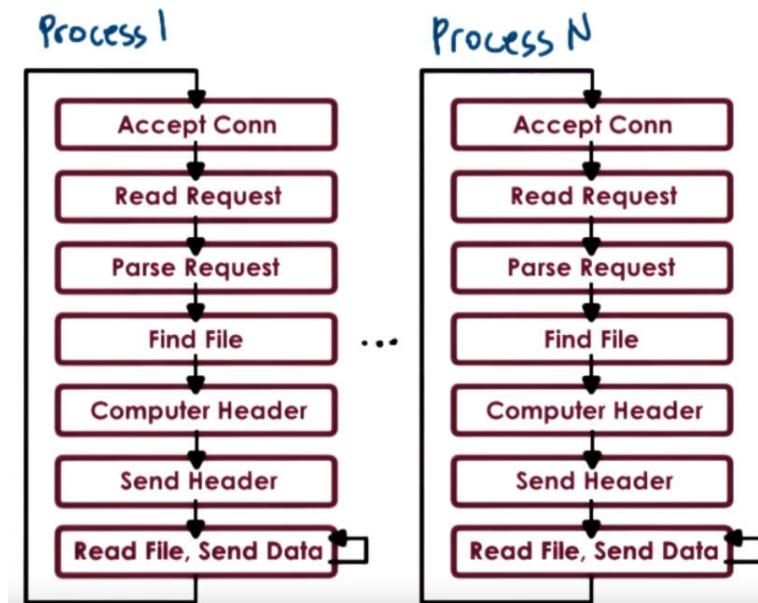 Process 1
Accept Conn
Read Request
Parse Request
Find File
Computer Header
Send Header
Read File, Send Data
...
Process N
Accept Conn
Read Request
Parse Request
Find File
Computer Header
Send Header
Read File, Send Data